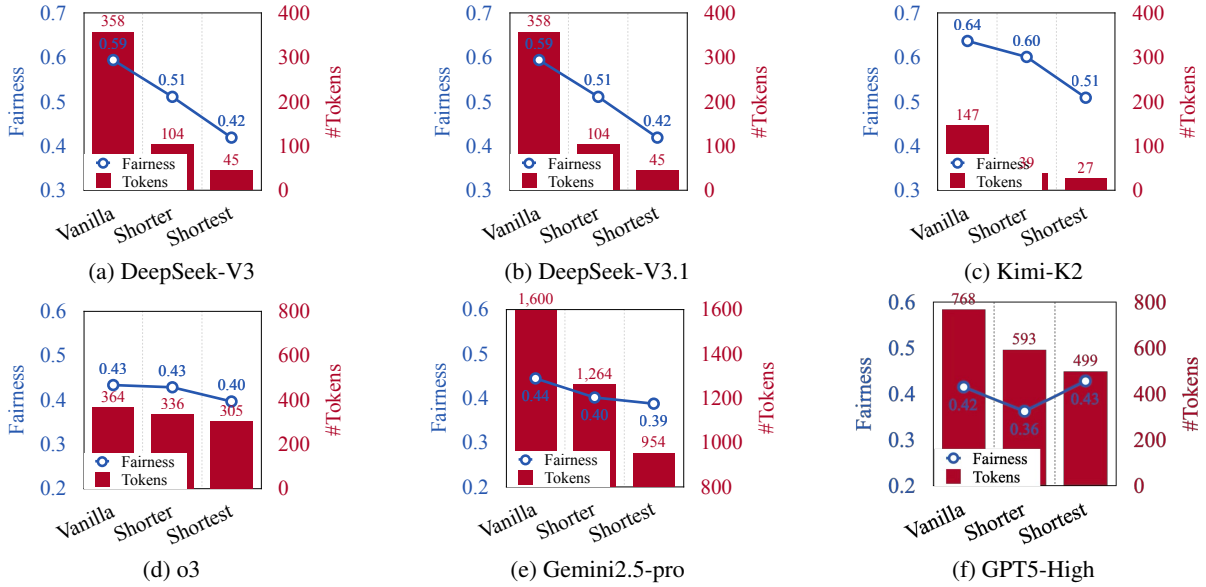 0.7
0.6
0.5
0.4
0.3
Fairness
358
0.59
0.51
0.42
104
45
Fairness
Tokens
400
300
200
100
0
#Tokens
Vanilla
Shorter
Shortest
(a) DeepSeek-V3
0.7
0.6
0.5
0.4
0.3
Fairness
358
0.59
0.51
0.42
104
45
Fairness
Tokens
400
300
200
100
0
#Tokens
Vanilla
Shorter
Shortest
(b) DeepSeek-V3.1
0.7
0.6
0.5
0.4
0.3
Fairness
0.64
0.60
0.51
147
39
27
Fairness
Tokens
400
300
200
100
0
#Tokens
Vanilla
Shorter
Shortest
(c) Kimi-K2
0.6
0.5
0.4
0.3
0.2
Fairness
0.43
0.43
0.40
364
336
305
Fairness
Tokens
800
600
400
200
0
#Tokens
Vanilla
Shorter
Shortest
(d) o3
0.6
0.5
0.4
0.3
0.2
Fairness
1,600
1,264
0.44
0.40
0.39
954
Fairness
Tokens
1600
1400
1200
1000
800
#Tokens
Vanilla
Shorter
Shortest
(e) Gemini2.5-pro
0.6
0.5
0.4
0.3
0.2
Fairness
768
593
499
0.42
0.36
0.43
Fairness
Tokens
800
600
400
200
0
#Tokens
Vanilla
Shorter
Shortest
(f) GPT5-High